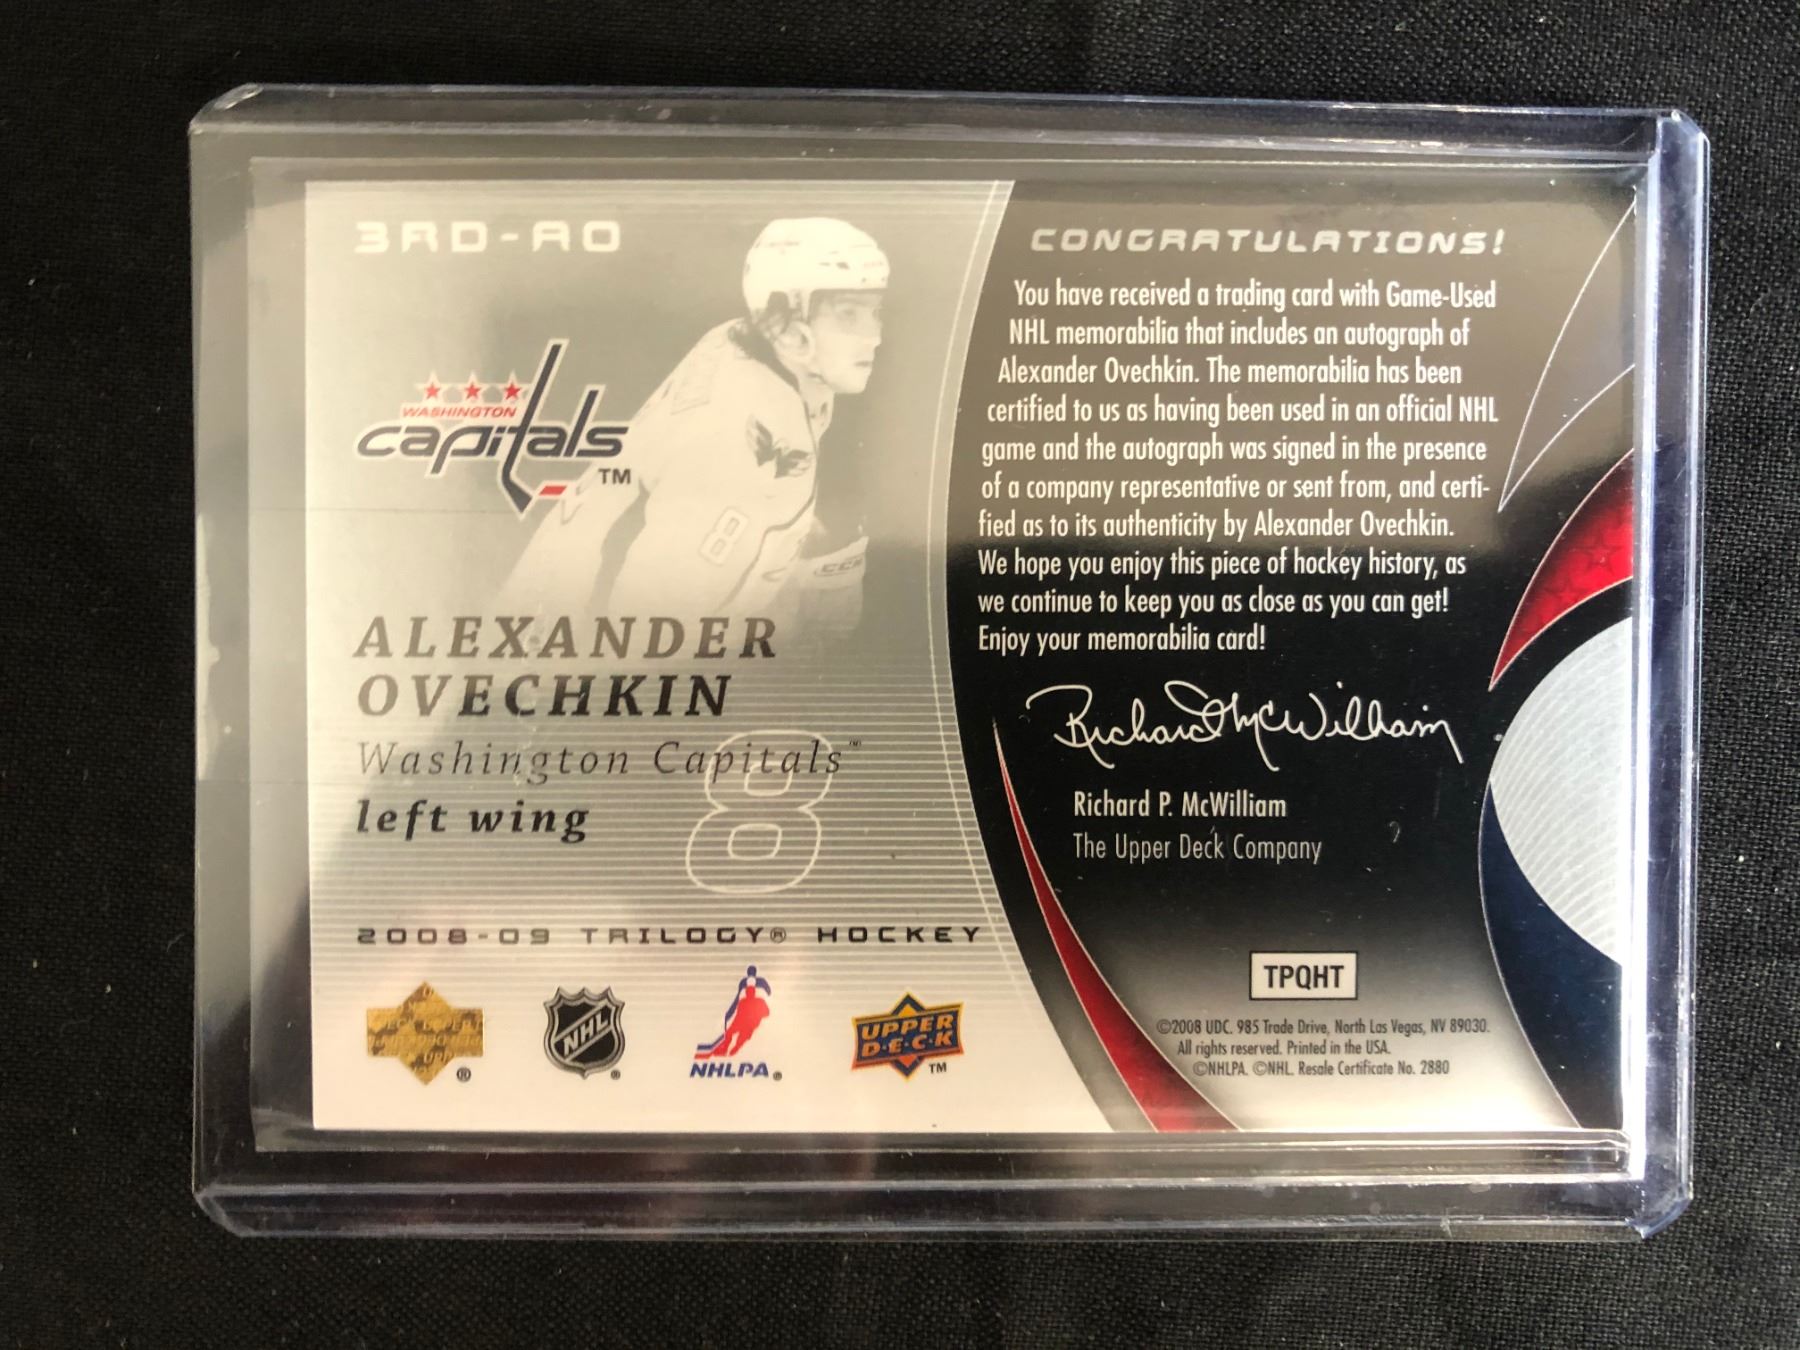 3RD-AO
WASHINGTON
capitals
TM
8
CCM
ALEXANDER
OVECHKIN
Washington Capitals™
left wing
8
2008-09 TRILOGY® HOCKEY
®
NHL
®
NHLPA®
UPPER
D·E·C·K
TM
CONGRATULATIONS!
You have received a trading card with Game-Used
NHL memorabilia that includes an autograph of
Alexander Ovechkin. The memorabilia has been
certified to us as having been used in an official NHL
game and the autograph was signed in the presence
of a company representative or sent from, and certi-
fied as to its authenticity by Alexander Ovechkin.
We hope you enjoy this piece of hockey history, as
we continue to keep you as close as you can get!
Enjoy your memorabilia card!
Richard McWilliam
Richard P. McWilliam
The Upper Deck Company
TPQHT
©2008 UDC. 985 Trade Drive, North Las Vegas, NV 89030.
All rights reserved. Printed in the USA.
©NHLPA. ©NHL. Resale Certificate No. 2880